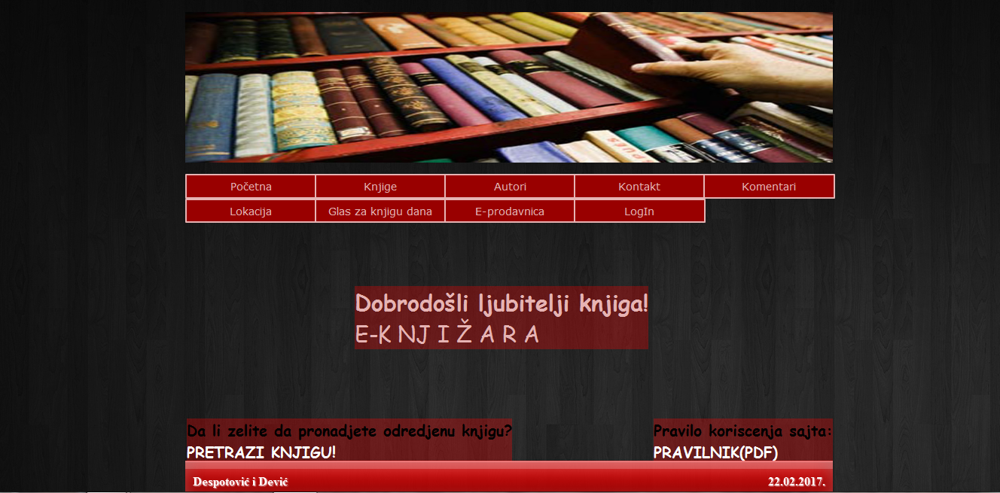 Početna Knjige Autori Kontakt Komentari
Lokacija Glas za knjigu dana E-prodavnica LogIn
Dobrodošli ljubitelji knjiga!
E-K NJ I Ž A R A
Da li zelite da pronadjete odredjenu knjigu?
PRETRAZI KNJIGU!
Pravilo koriscenja sajta:
PRAVILNIK(PDF)
Despotović i Dević
22.02.2017.